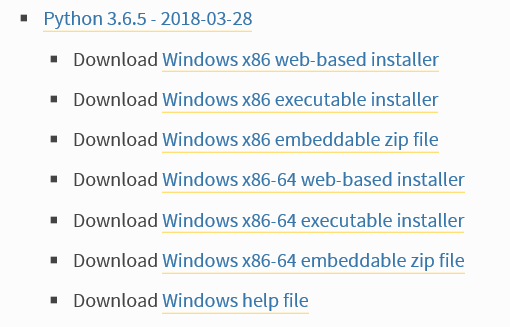 Python 3.6.5 - 2018-03-28
Download Windows x86 web-based installer
Download Windows x86 executable installer
Download Windows x86 embeddable zip file
Download Windows x86-64 web-based installer
Download Windows x86-64 executable installer
Download Windows x86-64 embeddable zip file
Download Windows help file